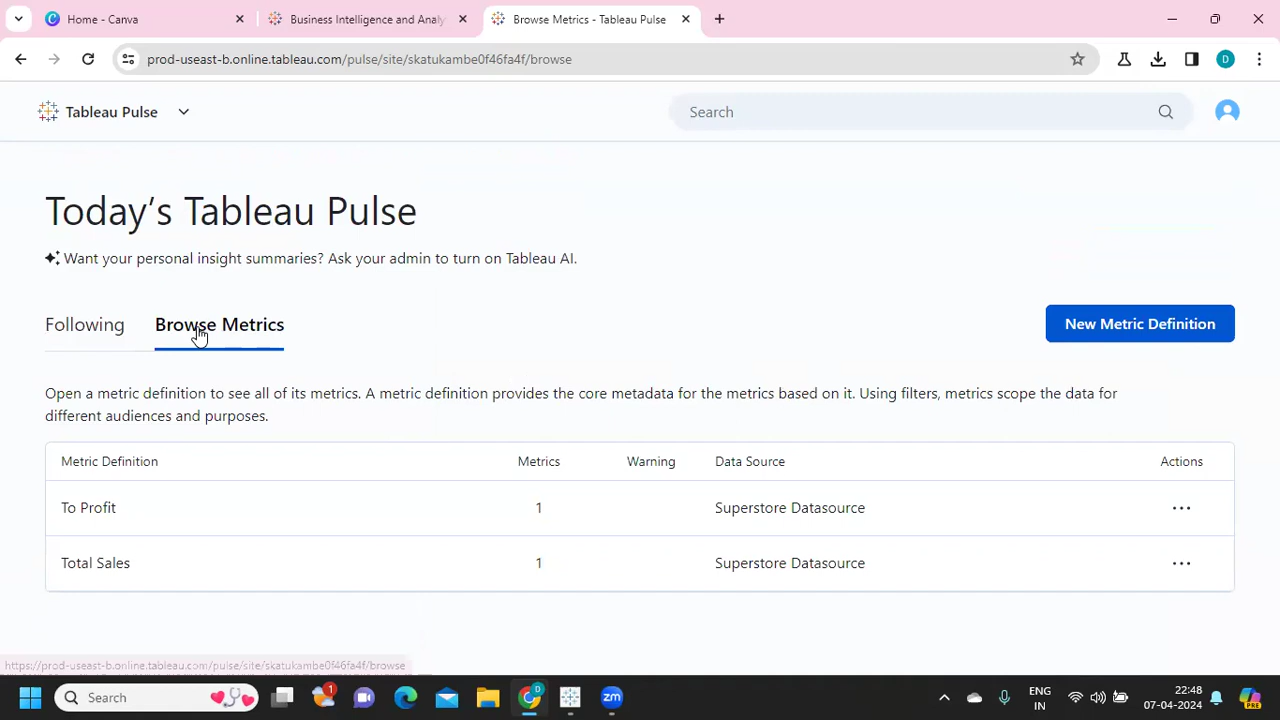 Home - Canva
Business Intelligence and Analy
Browse Metrics - Tableau Pulse
prod-useast-b.online.tableau.com/pulse/site/skatukambe0f46fa4f/browse
D
Tableau Pulse
Search
Today's Tableau Pulse
Want your personal insight summaries? Ask your admin to turn on Tableau AI.
Following
Browse Metrics
New Metric Definition
Open a metric definition to see all of its metrics. A metric definition provides the core metadata for the metrics based on it. Using filters, metrics scope the data for
different audiences and purposes.
Metric Definition Metrics Warning Data Source Actions
To Profit 1 Superstore Datasource
Total Sales 1 Superstore Datasource
https://prod-useast-b.online.tableau.com/pulse/site/skatukambe0f46fa4f/browse
Search
1
D
zm
ENG
IN
22:48
07-04-2024
PRE